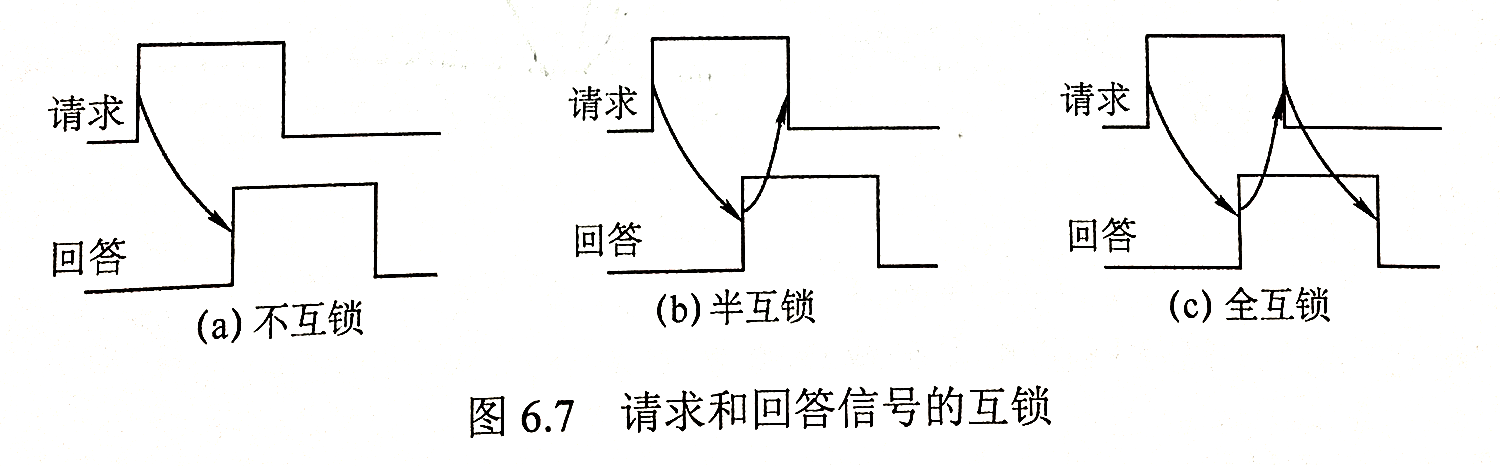 请求
请求
请求
回答
回答
回答
(a) 不互锁
(b) 半互锁
(c) 全互锁
图 6.7 请求和回答信号的互锁